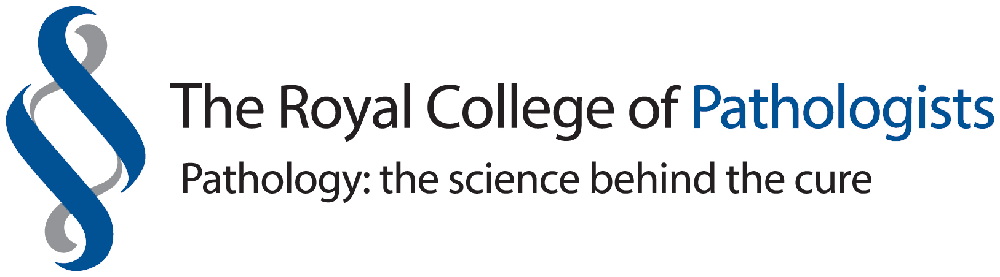 The Royal College of Pathologists
Pathology: the science behind the cure